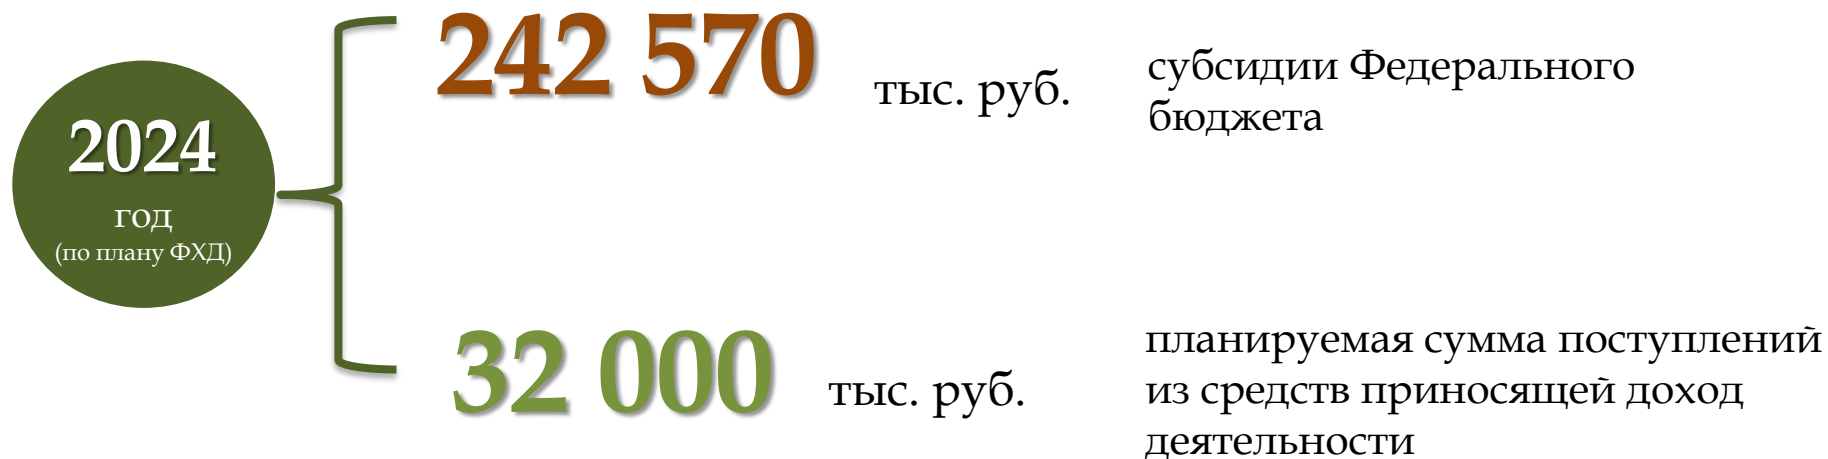 2024
год
(по плану ФХД)
242 570
тыс. руб.
субсидии Федерального
бюджета
32 000
тыс. руб.
планируемая сумма поступлений
из средств приносящей доход
деятельности